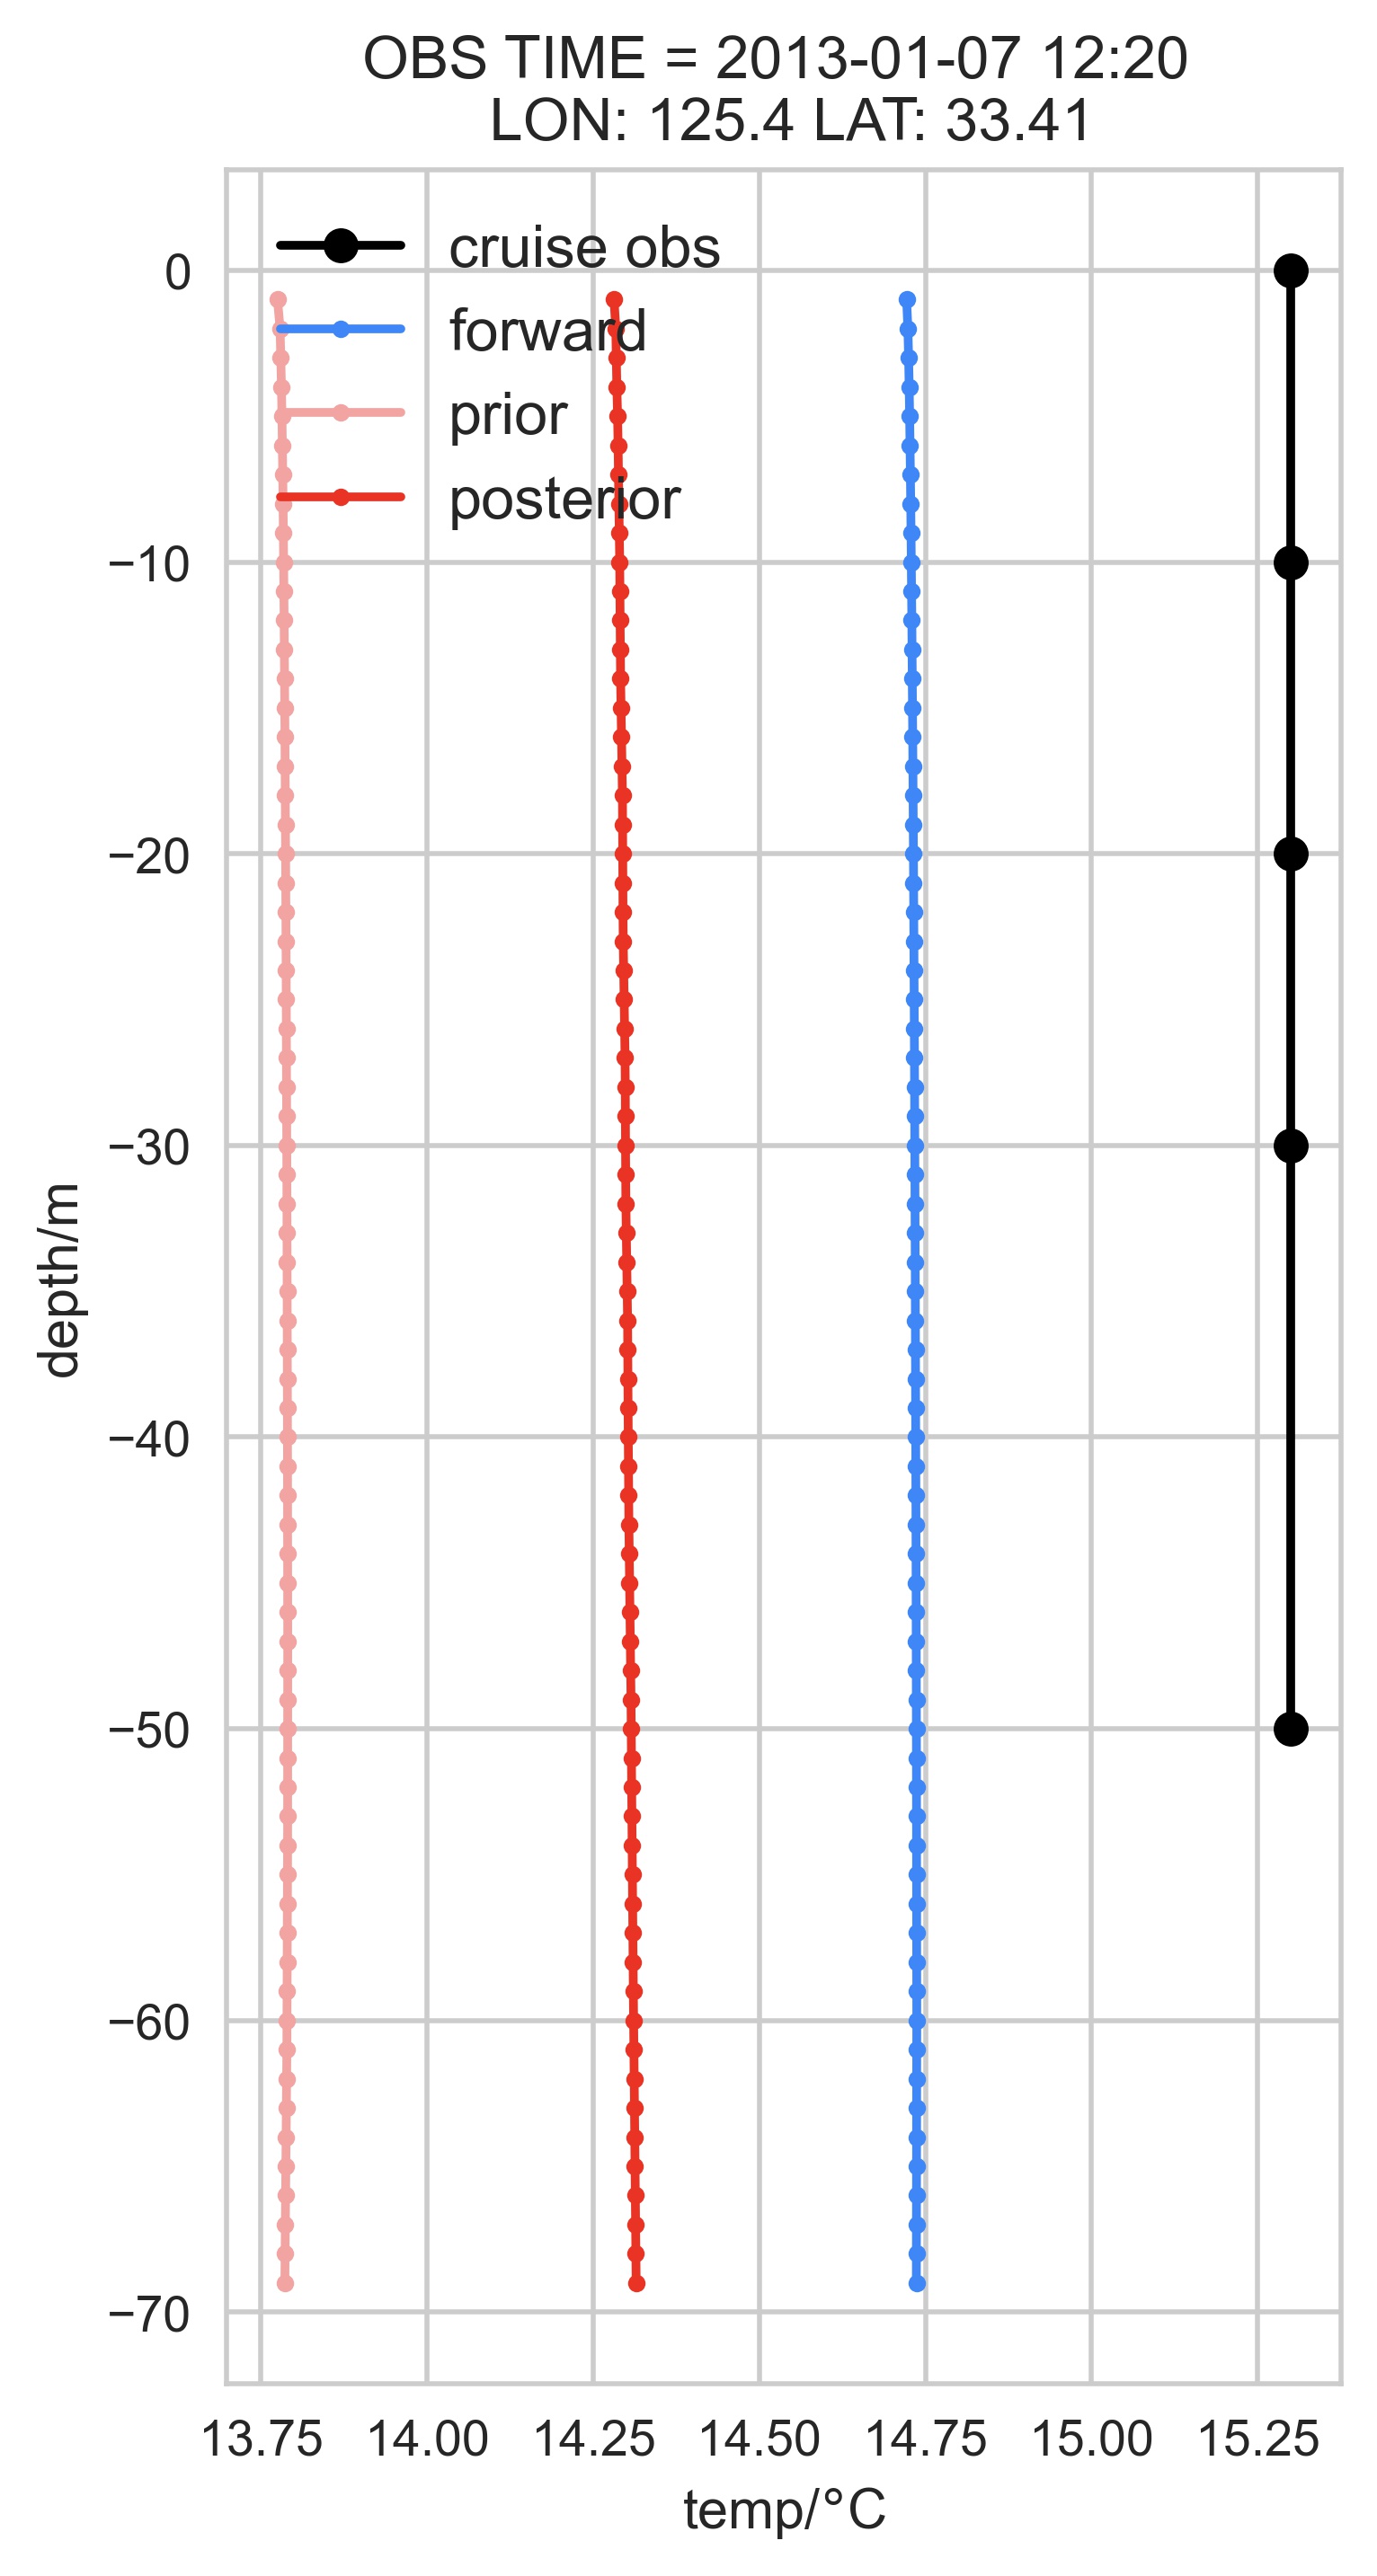 OBS TIME = 2013-01-07 12:20
LON: 125.4 LAT: 33.41
cruise obs
forward
prior
posterior
0
−10
−20
−30
−40
−50
−60
−70
depth/m
13.75 14.00 14.25 14.50 14.75 15.00 15.25
temp/°C